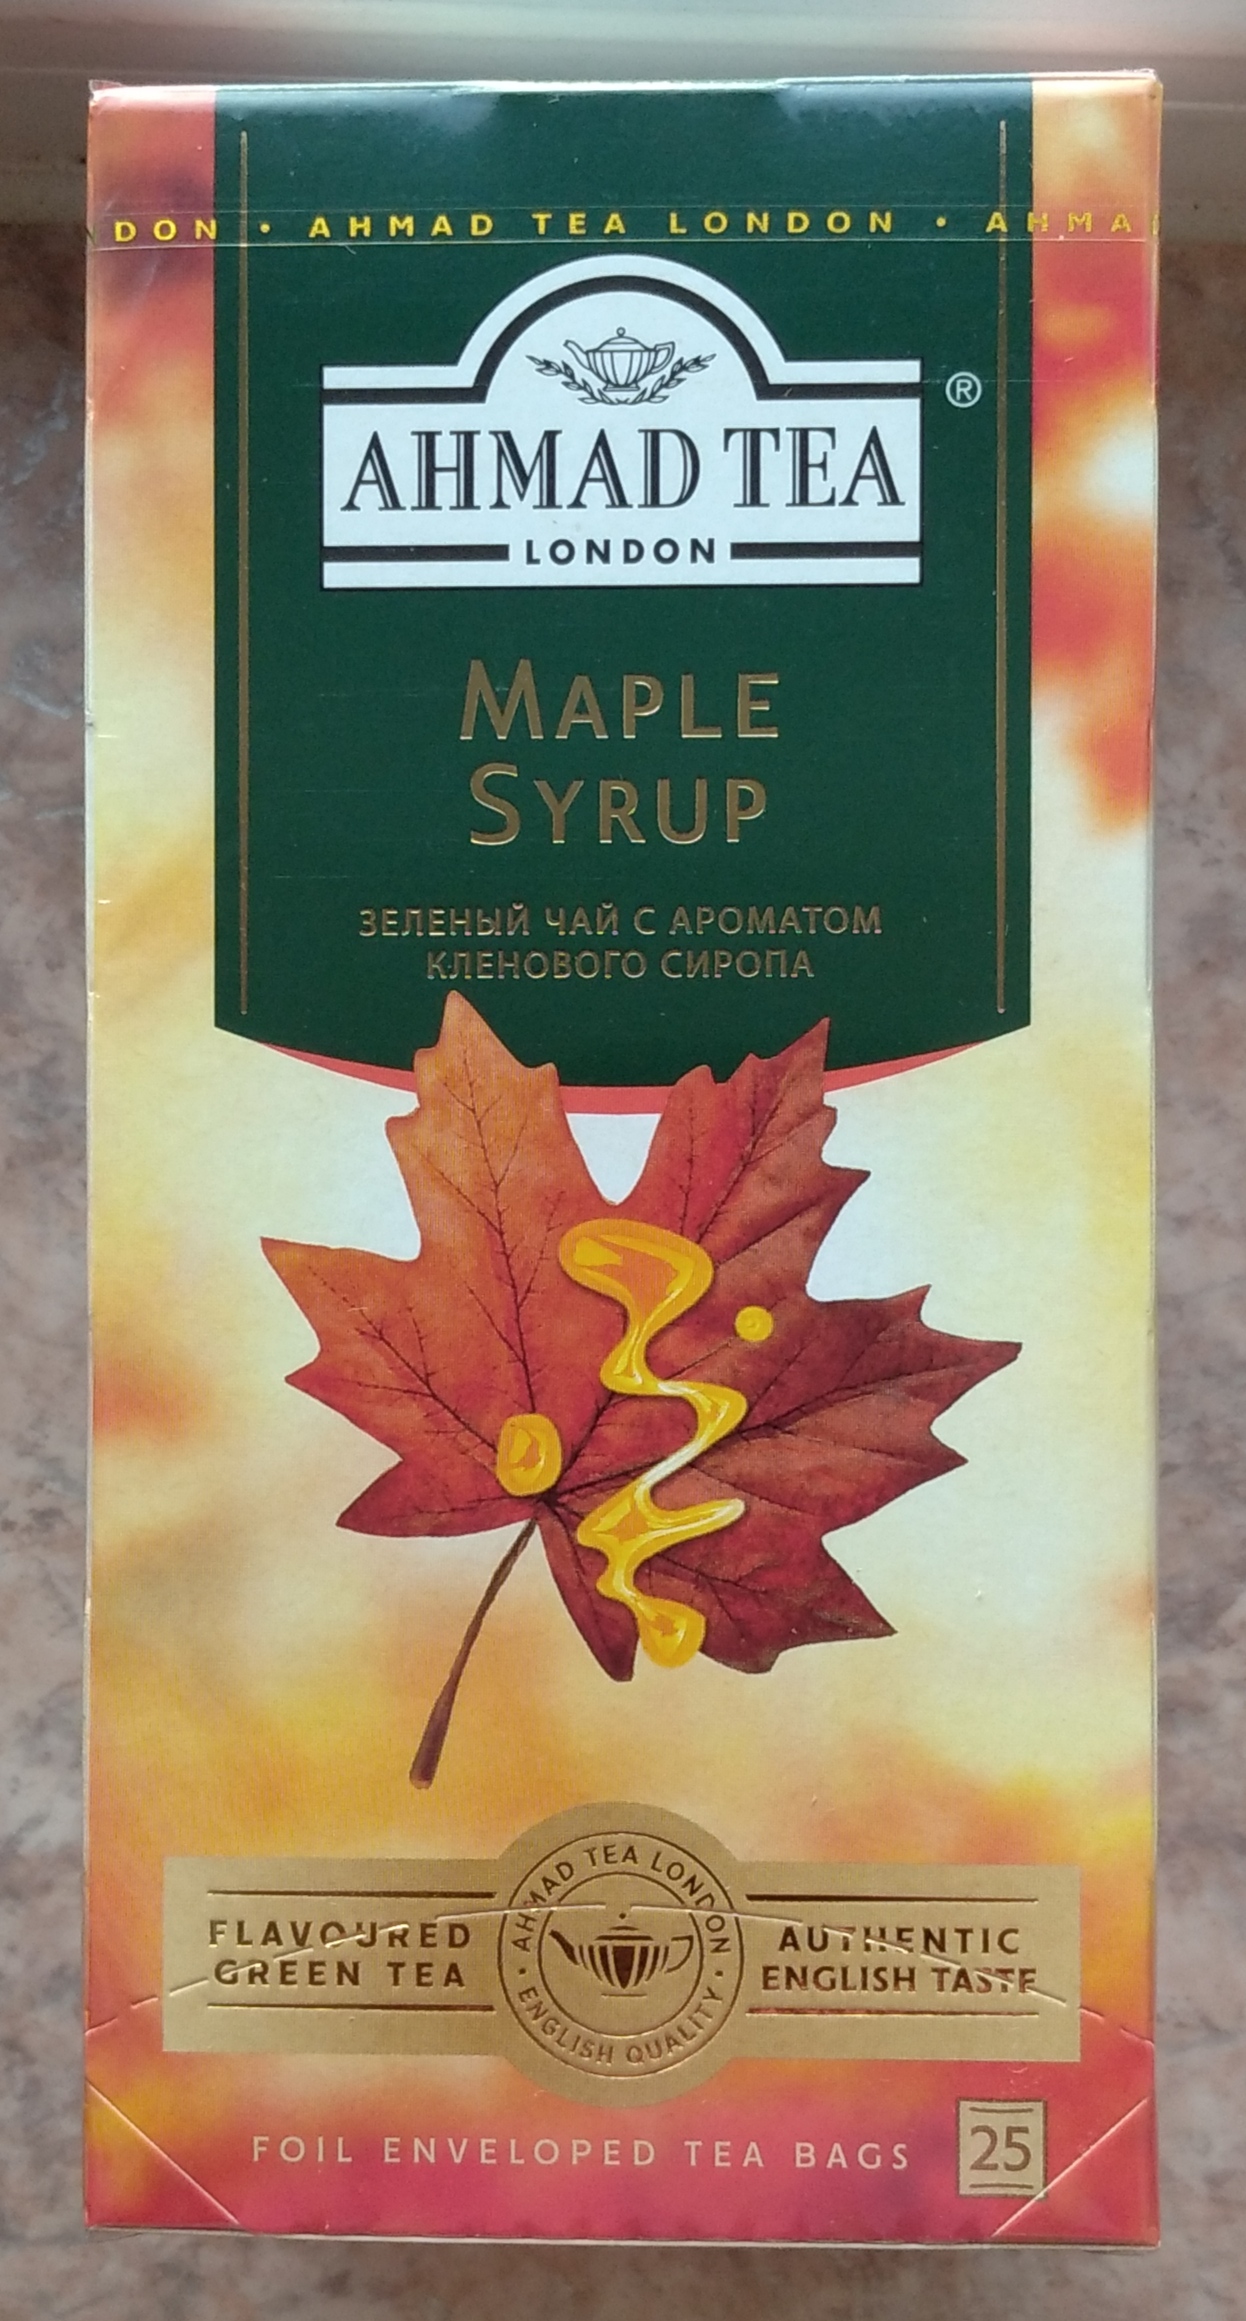 DON • AHMAD TEA LONDON • AHMA
AHMAD TEA ®
LONDON
MAPLE
SYRUP
ЗЕЛЕНЫЙ ЧАЙ С АРОМАТОМ
КЛЕНОВОГО СИРОПА
AHMAD TEA LONDON • ENGLISH QUALITY •
FLAVOURED
GREEN TEA
AUTHENTIC
ENGLISH TASTE
FOIL ENVELOPED TEA BAGS 25